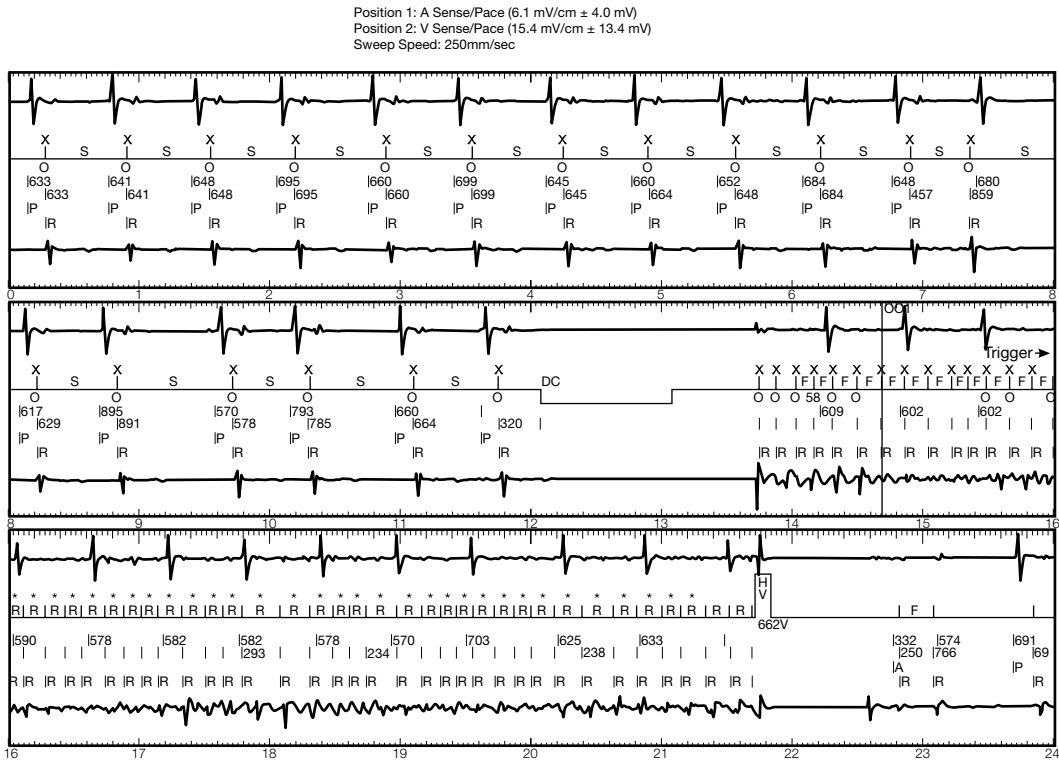 Position 1: A Sense/Pace (6.1 mV/cm ± 4.0 mV)
Position 2: V Sense/Pace (15.4 mV/cm ± 13.4 mV)
Sweep Speed: 250mm/sec
X X X X X X X X X X X X
S S S S S S S S S S S S
O O O O O O O O O O O O
633 641 648 695 660 699 645 660 652 684 648 680
633 641 648 695 660 699 645 664 648 684 457 859
P P P P P P P P P P P
R R R R R R R R R R R R
0 1 2 3 4 5 6 7 8
OO1
Trigger
X X X X X X X X X X X X X X X X X X X X
S S S S S DC F F F F F F F F F F F
O O O O O O O O O 58 O O O O O
617 895 570 793 660 609 602 602
629 891 578 785 664 320
P P P P P P
R R R R R R R R R R R R R R R R R R
8 9 10 11 12 13 14 15 16
* * * * * * * * * * * * * * * * * * * * * * * * * * * * * *
R R R R R R R R R R R R R R R R R R R R R R R R R R R R R R R R R F
HV
662V
590 578 582 582 578 570 703 625 633 332 574 691
293 234 238 250 766 69
A P
R R R R R R R R R R R R R R R R R R R R R R R R R R R R R R R R R R R R
16 17 18 19 20 21 22 23 24